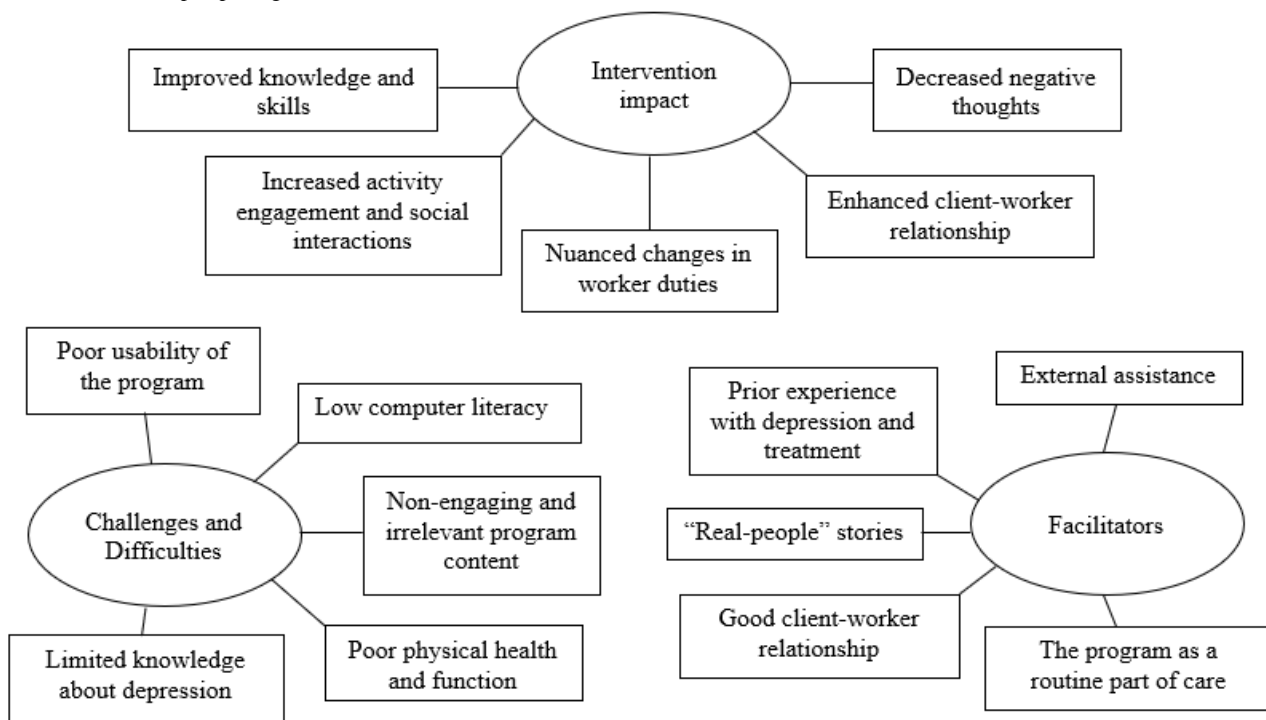 Intervention
impact
Improved knowledge and
skills
Decreased negative
thoughts
Increased activity
engagement and social
interactions
Enhanced client-worker
relationship
Nuanced changes in
worker duties
Poor usability of
the program
Low computer literacy
Challenges and
Difficulties
Non-engaging and
irrelevant program
content
Limited knowledge
about depression
Poor physical health
and function
External assistance
Prior experience
with depression and
treatment
Facilitators
“Real-people” stories
Good client-worker
relationship
The program as a
routine part of care